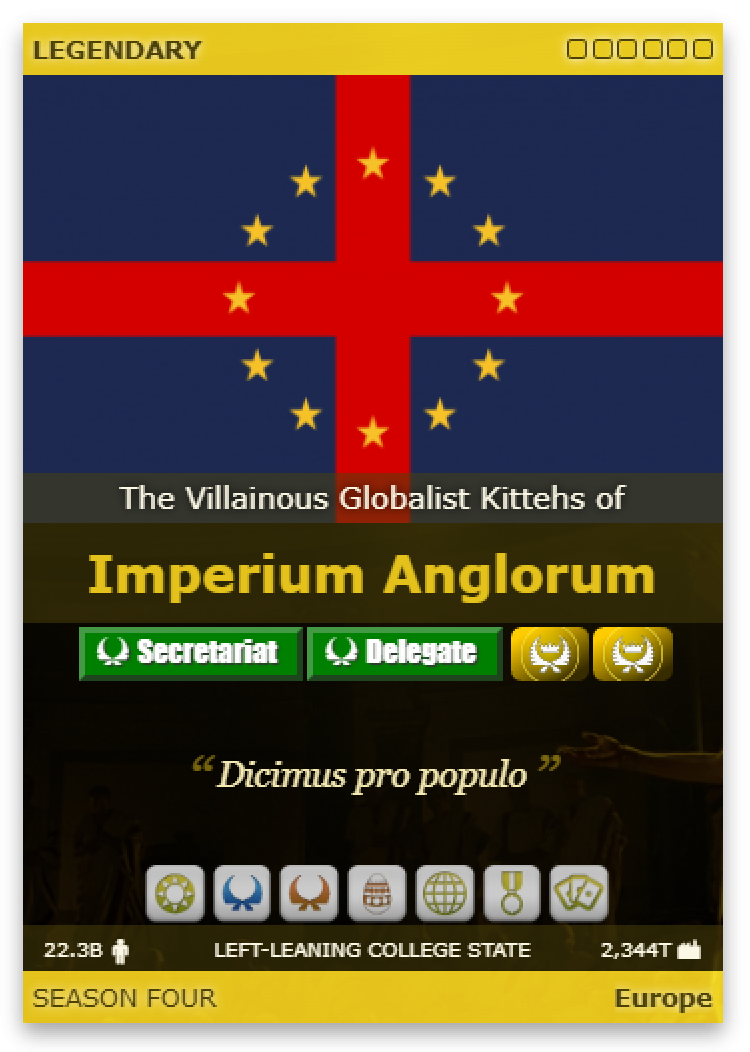 LEGENDARY
The Villainous Globalist Kittehs of
Imperium Anglorum
Secretariat Delegate
“Dicimus pro populo”
22.3B LEFT-LEANING COLLEGE STATE 2,344T
SEASON FOUR Europe